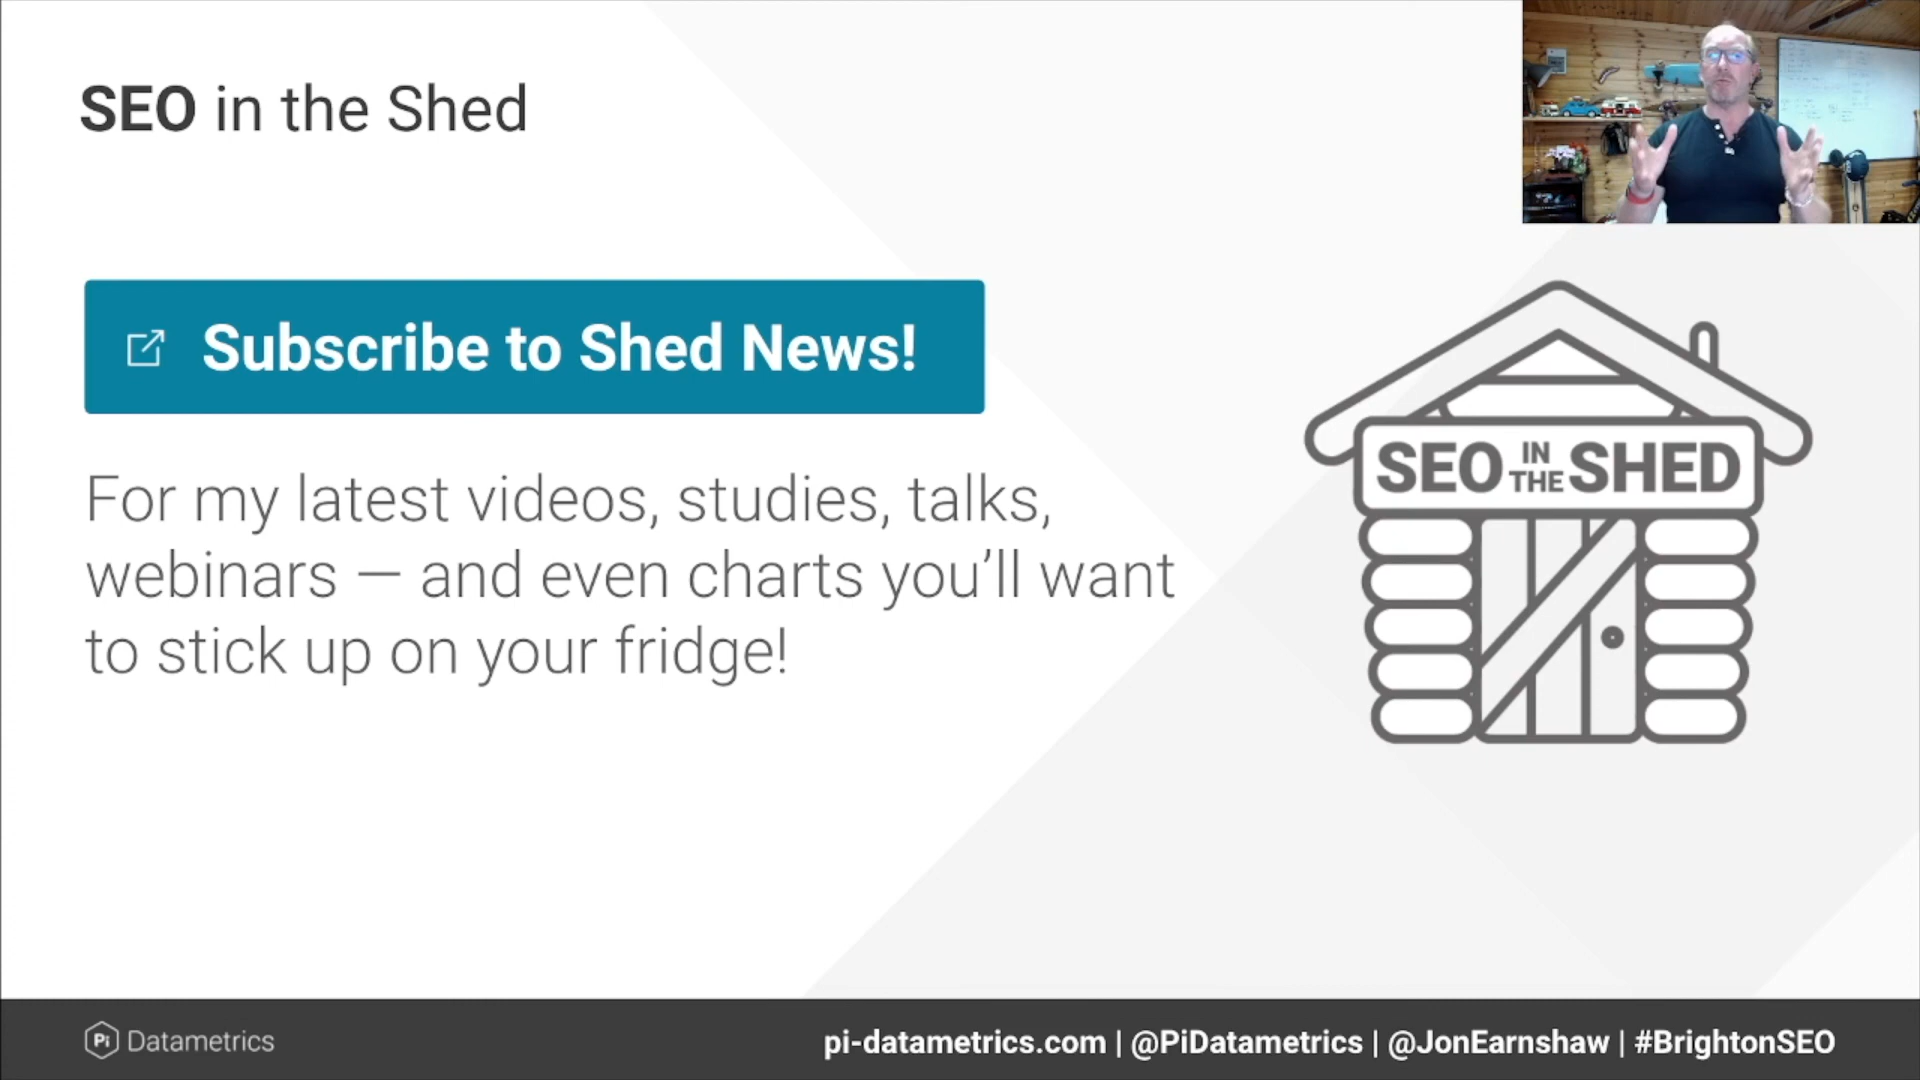 SEO in the Shed
Subscribe to Shed News!
For my latest videos, studies, talks,
webinars — and even charts you’ll want
to stick up on your fridge!
SEO IN THE SHED
Pi Datametrics
pi-datametrics.com | @PiDatametrics | @JonEarnshaw | #BrightonSEO